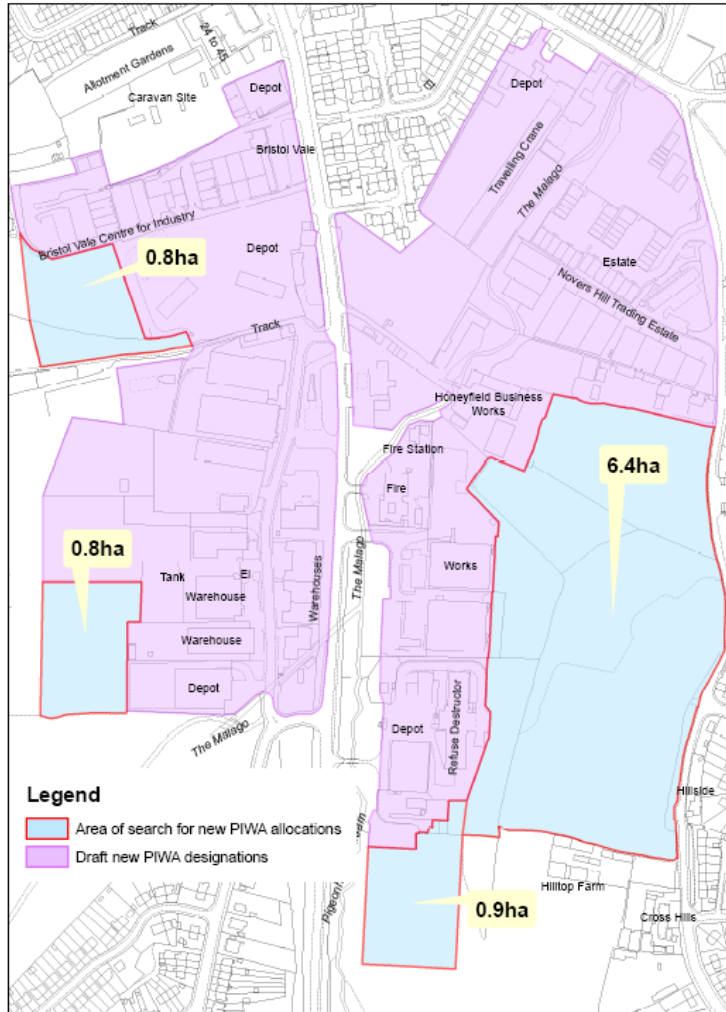 Track
24 to 45
Allotment Gardens
Caravan Site
Depot
El
Depot
Bristol Vale
Travelling Crane
The Malago
Bristol Vale Centre for Industry
0.8ha
Depot
Estate
Novers Hill Trading Estate
Track
Honeyfield Business
Works
Fire Station
6.4ha
Fire
0.8ha
Tank
El
Works
Warehouse
Warehouses
The Malago
Warehouse
Depot
Depot
Refuse Destructor
The Malago
Legend
Area of search for new PIWA allocations
Draft new PIWA designations
Hillside
Hilltop Farm
0.9ha
Cross Hills